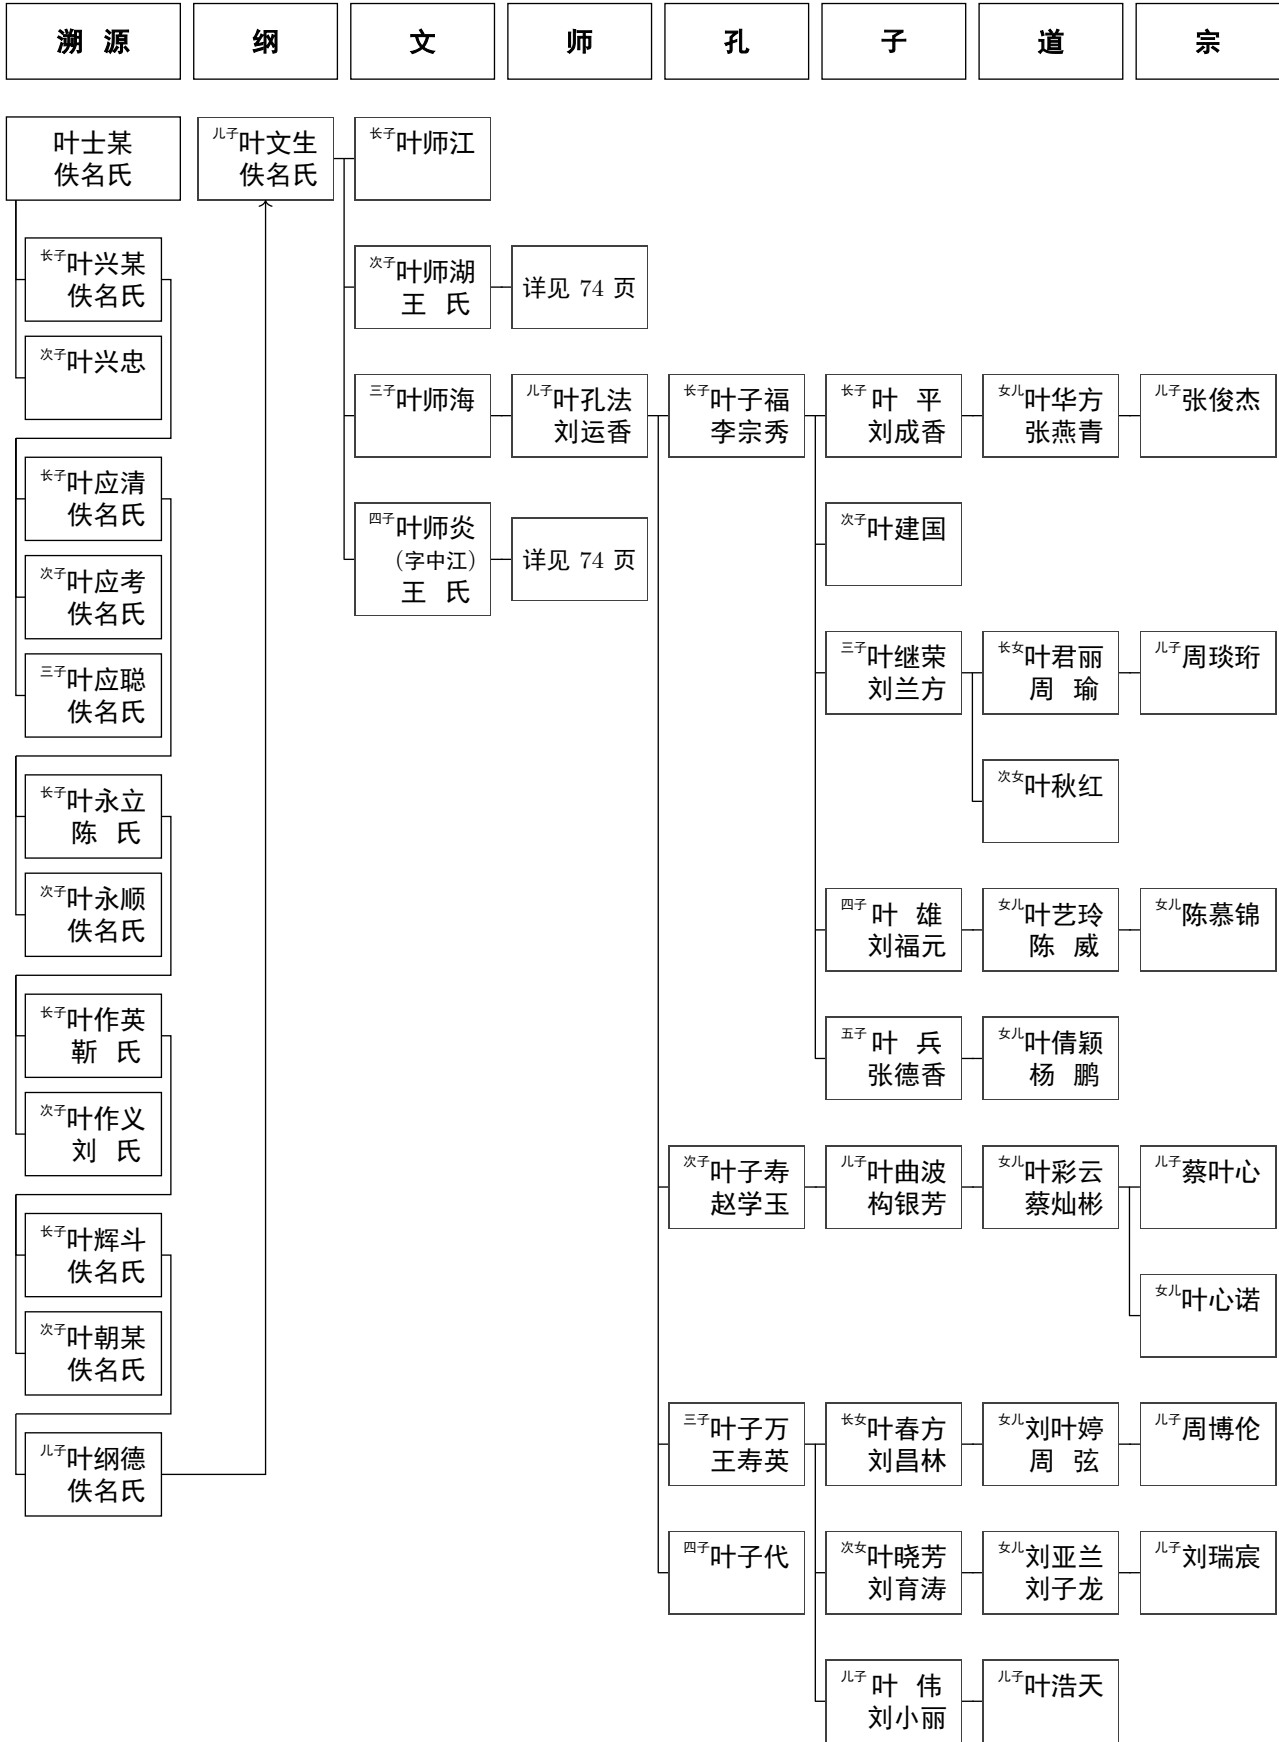 溯 源 纲 文 师 孔 子 道 宗
叶士某
佚名氏
长子叶兴某
佚名氏
次子叶兴忠
长子叶应清
佚名氏
次子叶应考
佚名氏
三子叶应聪
佚名氏
长子叶永立
陈 氏
次子叶永顺
佚名氏
长子叶作英
靳 氏
次子叶作义
刘 氏
长子叶辉斗
佚名氏
次子叶朝某
佚名氏
儿子叶纲德
佚名氏
儿子叶文生
佚名氏
长子叶师江
次子叶师湖
王 氏
详见 74 页
三子叶师海
四子叶师炎
(字中江)
王 氏
详见 74 页
儿子叶孔法
刘运香
长子叶子福
李宗秀
长子叶 平
刘成香
女儿叶华方
张燕青
儿子张俊杰
次子叶建国
三子叶继荣
刘兰方
长女叶君丽
周 瑜
儿子周琰珩
次女叶秋红
四子叶 雄
刘福元
女儿叶艺玲
陈 威
女儿陈慕锦
五子叶 兵
张德香
女儿叶倩颖
杨 鹏
次子叶子寿
赵学玉
儿子叶曲波
构银芳
女儿叶彩云
蔡灿彬
儿子蔡叶心
女儿叶心诺
三子叶子万
王寿英
长女叶春方
刘昌林
女儿刘叶婷
周 弦
儿子周博伦
四子叶子代
次女叶晓芳
刘育涛
女儿刘亚兰
刘子龙
儿子刘瑞宸
儿子叶 伟
刘小丽
儿子叶浩天